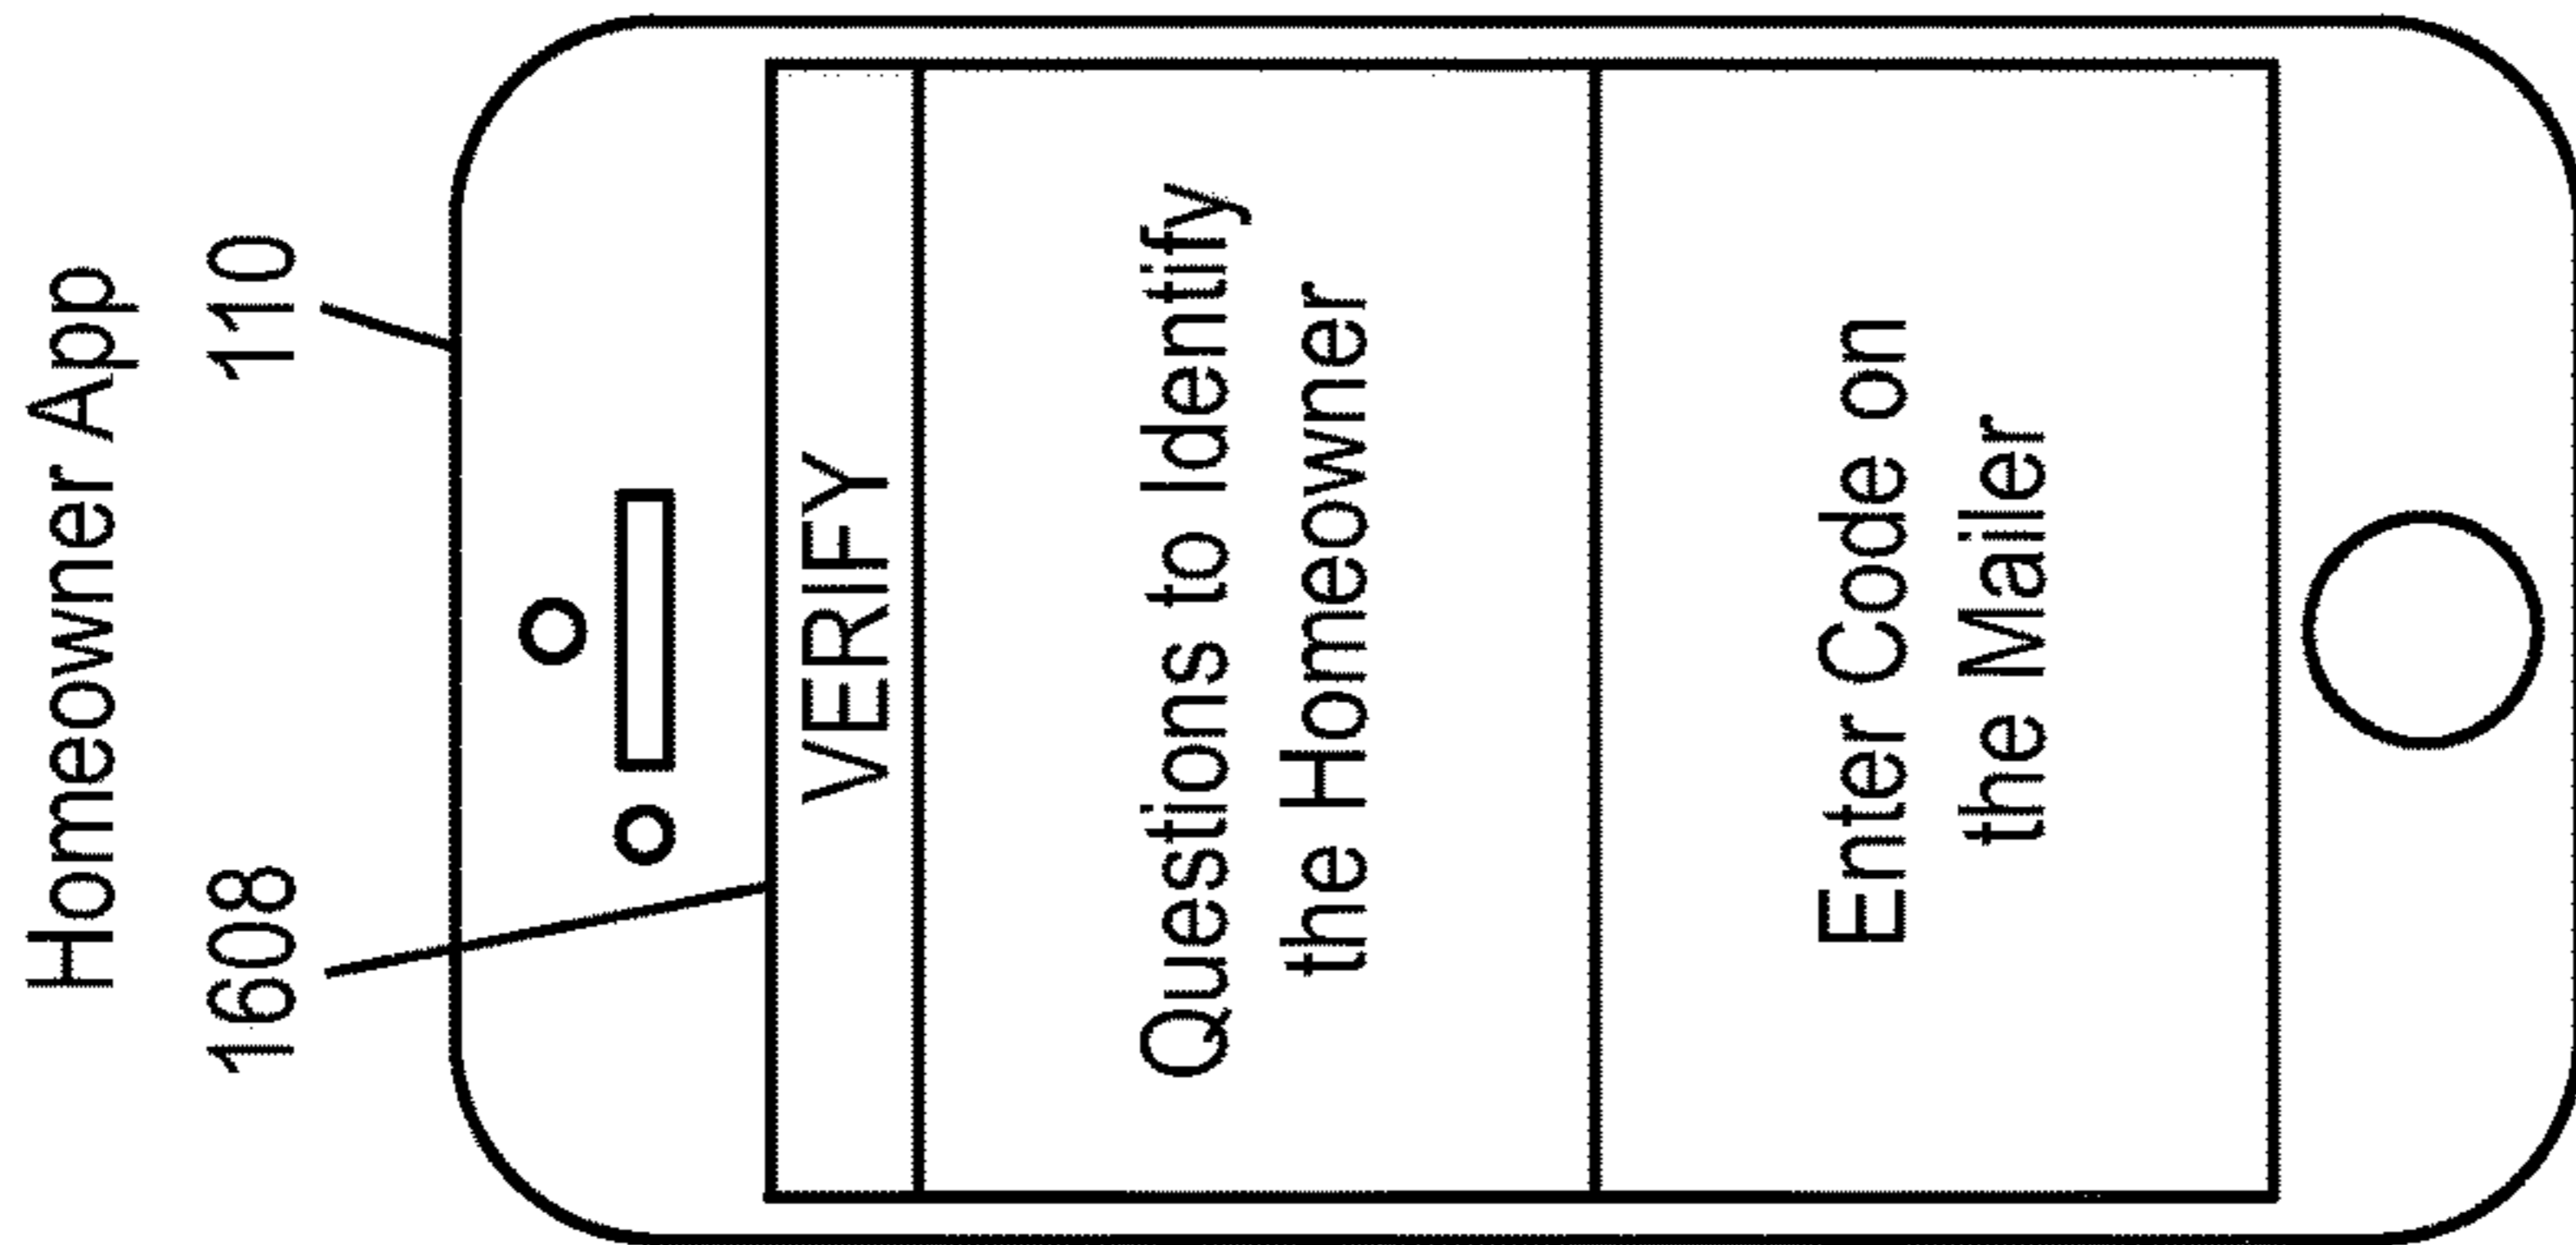 Homeowner App
1608
110
VERIFY
Questions to Identify
the Homeowner
Enter Code on
the Mailer